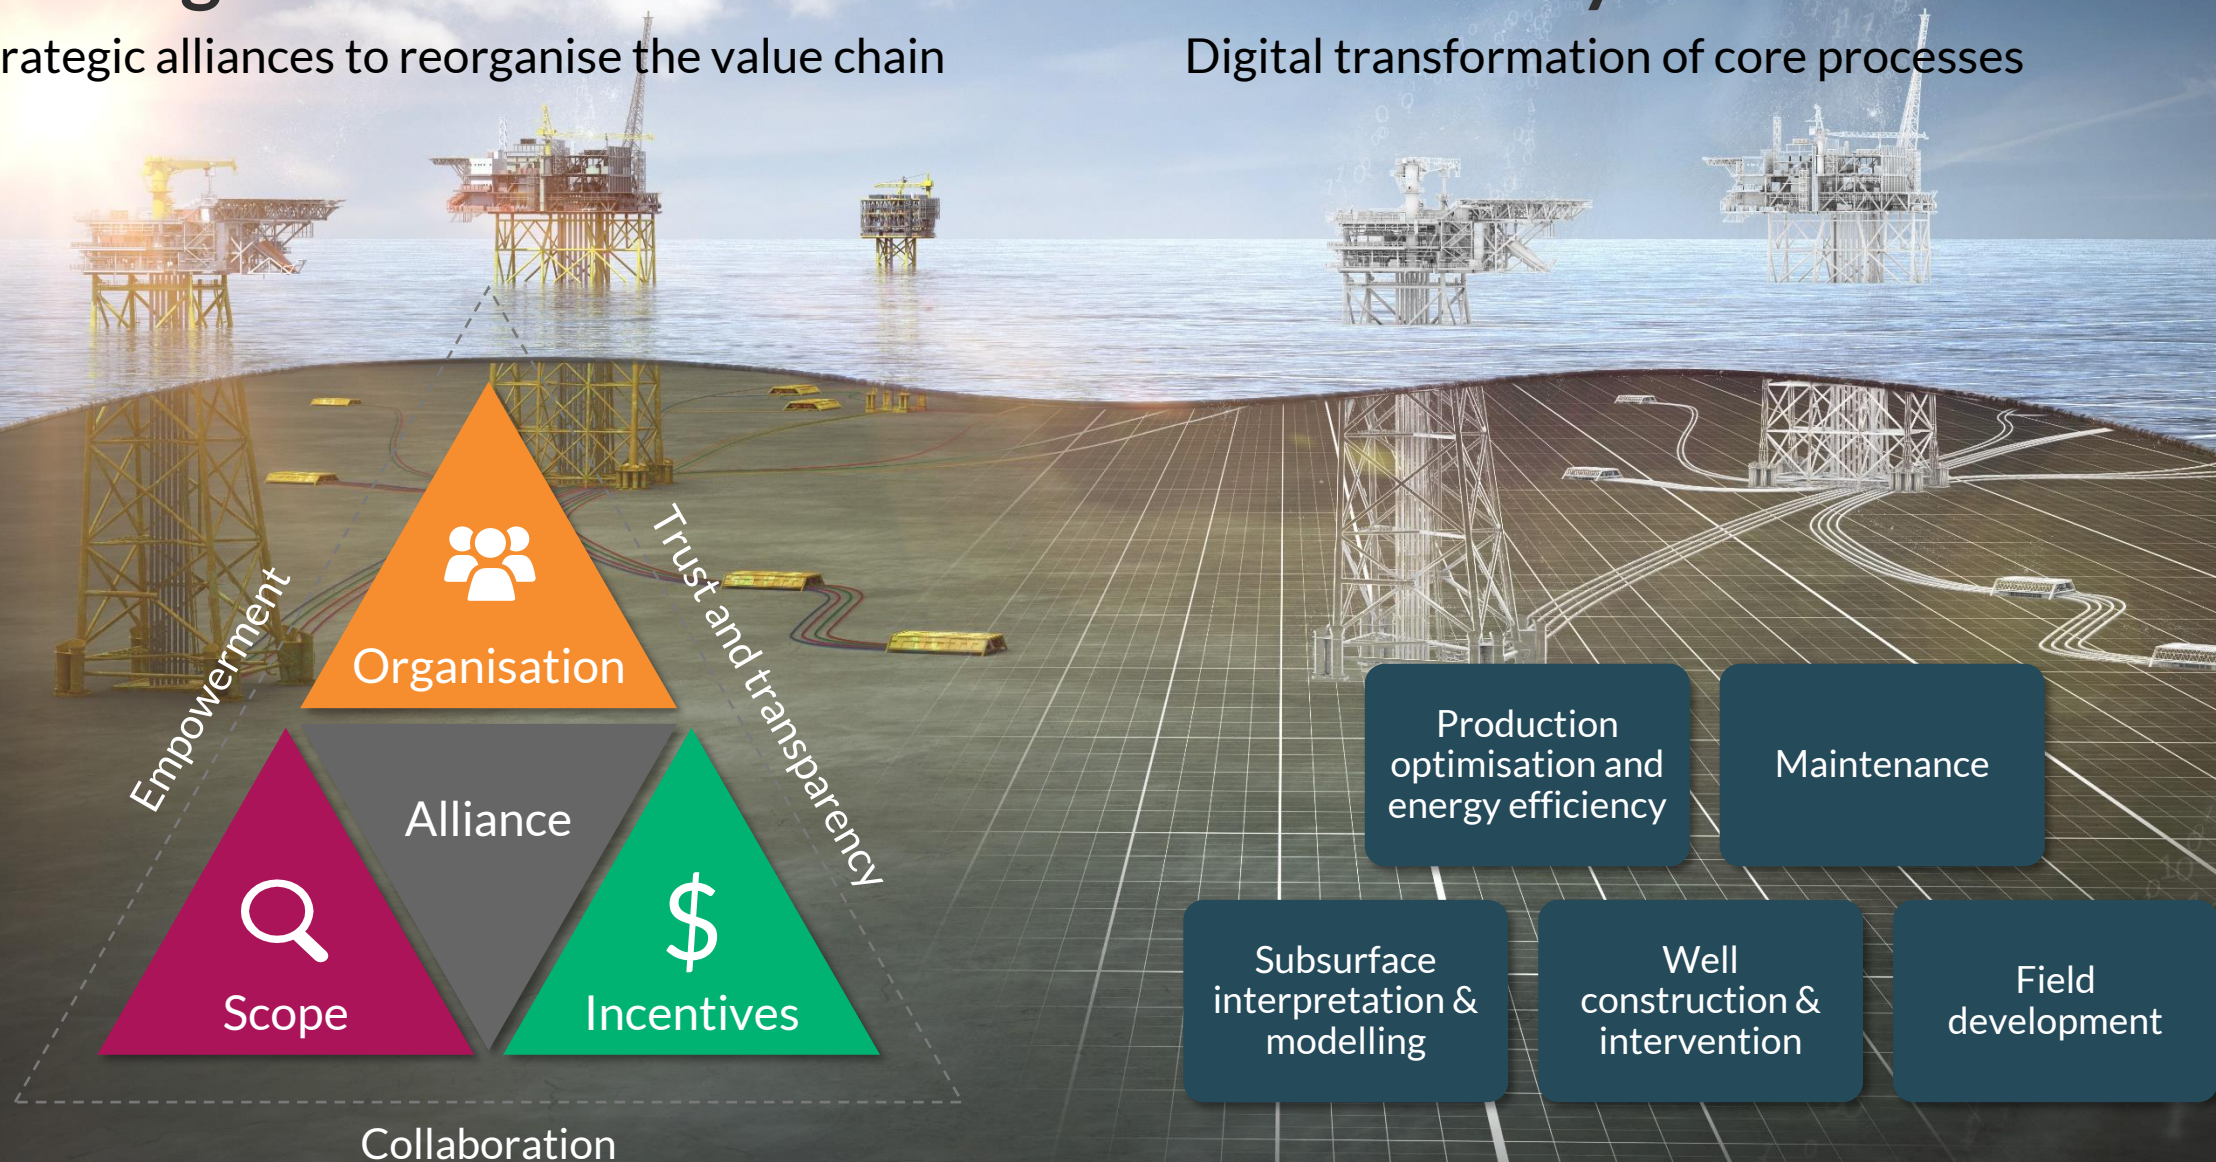 rategic alliances to reorganise the value chain
Digital transformation of core processes
Empowerment
Trust and transparency
Organisation
Alliance
Scope
Incentives
Collaboration
Production
optimisation and
energy efficiency
Maintenance
Subsurface
interpretation &
modelling
Well
construction &
intervention
Field
development